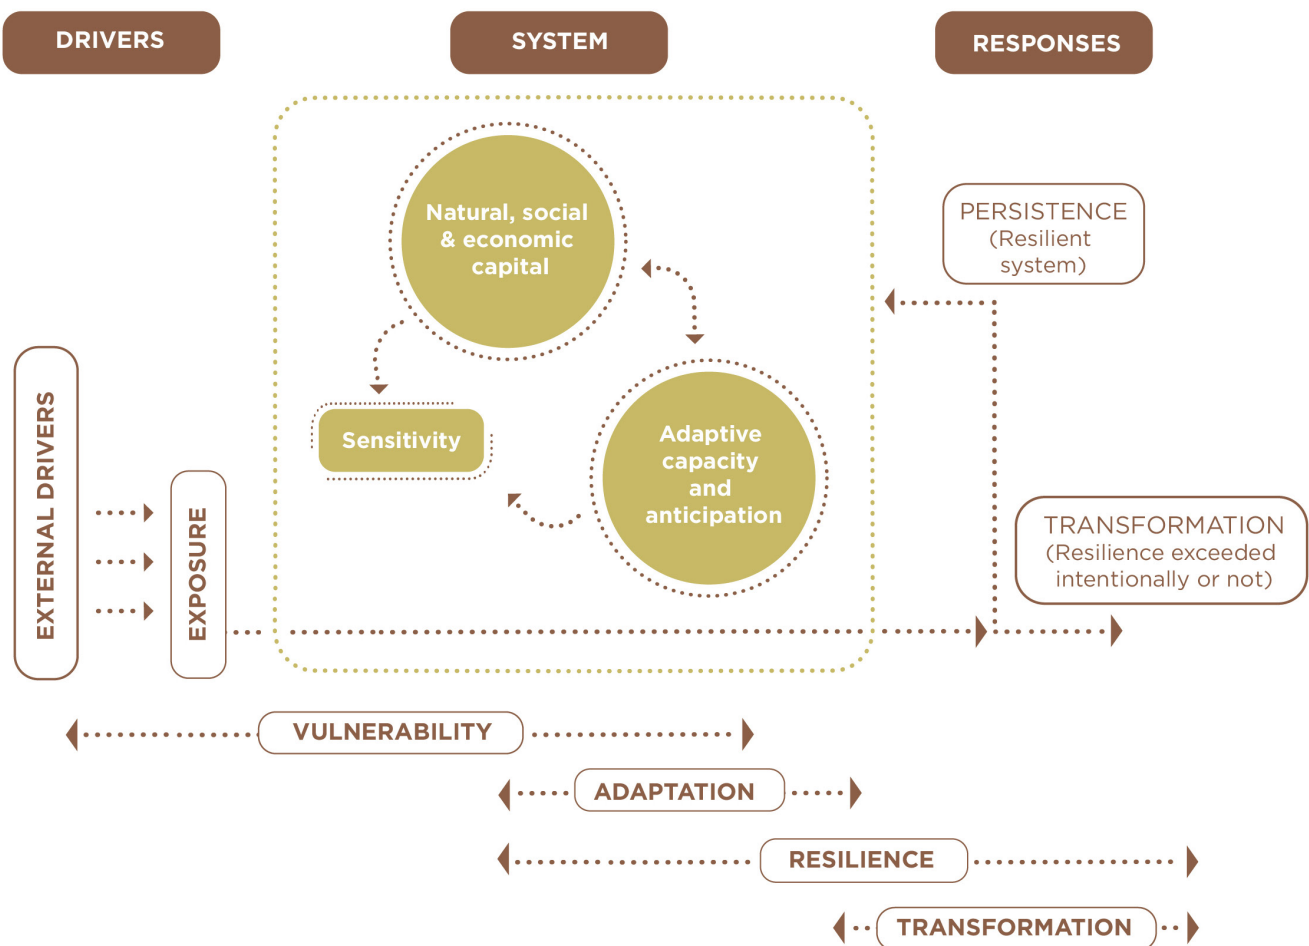 DRIVERS
SYSTEM
RESPONSES
Natural, social
& economic
capital
PERSISTENCE
(Resilient
system)
Sensitivity
Adaptive
capacity
and
anticipation
EXTERNAL DRIVERS
EXPOSURE
TRANSFORMATION
(Resilience exceeded
intentionally or not)
VULNERABILITY
ADAPTATION
RESILIENCE
TRANSFORMATION